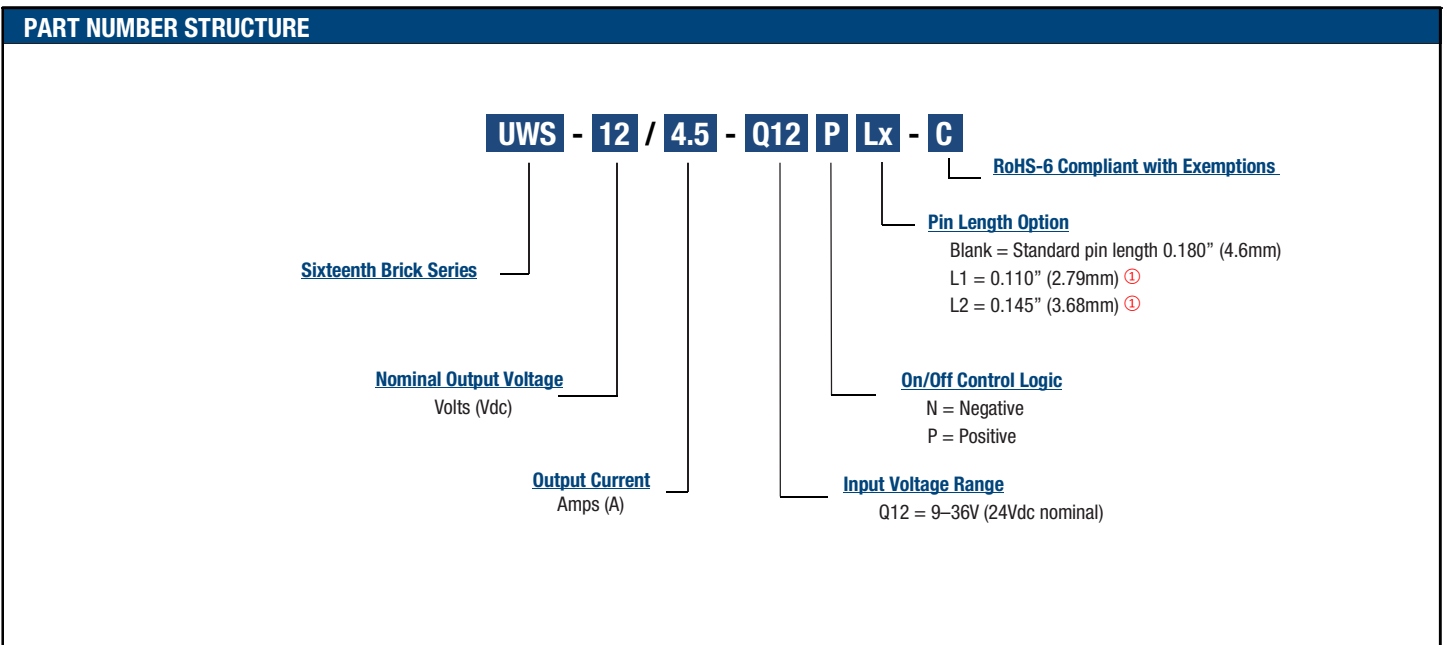 PART NUMBER STRUCTURE
UWS - 12 / 4.5 - Q12 P Lx - C
RoHS-6 Compliant with Exemptions
Pin Length Option
Blank = Standard pin length 0.180” (4.6mm)
L1 = 0.110” (2.79mm) ①
L2 = 0.145” (3.68mm) ①
Sixteenth Brick Series
Nominal Output Voltage
Volts (Vdc)
On/Off Control Logic
N = Negative
P = Positive
Output Current
Amps (A)
Input Voltage Range
Q12 = 9–36V (24Vdc nominal)